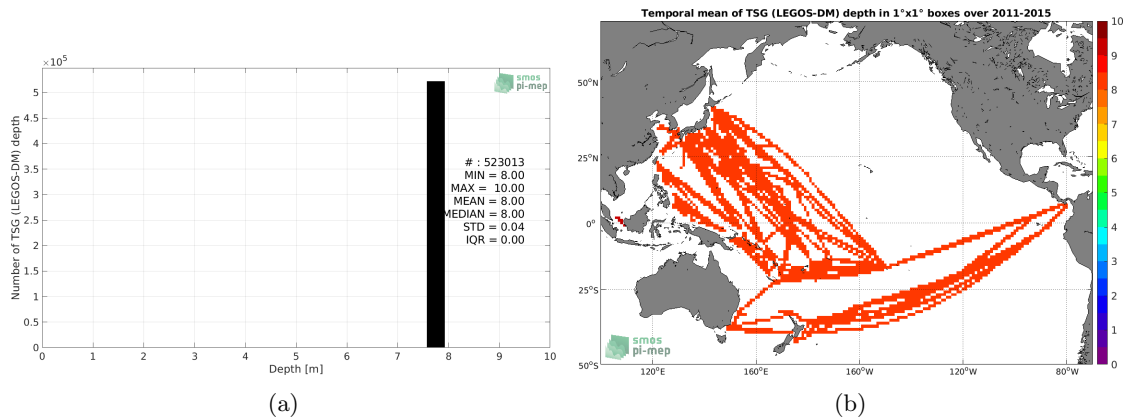 ×10⁵
5
4.5
4
3.5
3
2.5
2
1.5
1
0.5
0
Number of TSG (LEGOS-DM) depth
smos
pi-mep
# : 523013
MIN = 8.00
MAX = 10.00
MEAN = 8.00
MEDIAN = 8.00
STD = 0.04
IQR = 0.00
0 1 2 3 4 5 6 7 8 9 10
Depth [m]
(a)
Temporal mean of TSG (LEGOS-DM) depth in 1°x1° boxes over 2011-2015
50°N
25°N
0°
25°S
50°S
smos
pi-mep
120°E 160°E 160°W 120°W 80°W
10
9
8
7
6
5
4
3
2
1
0
(b)